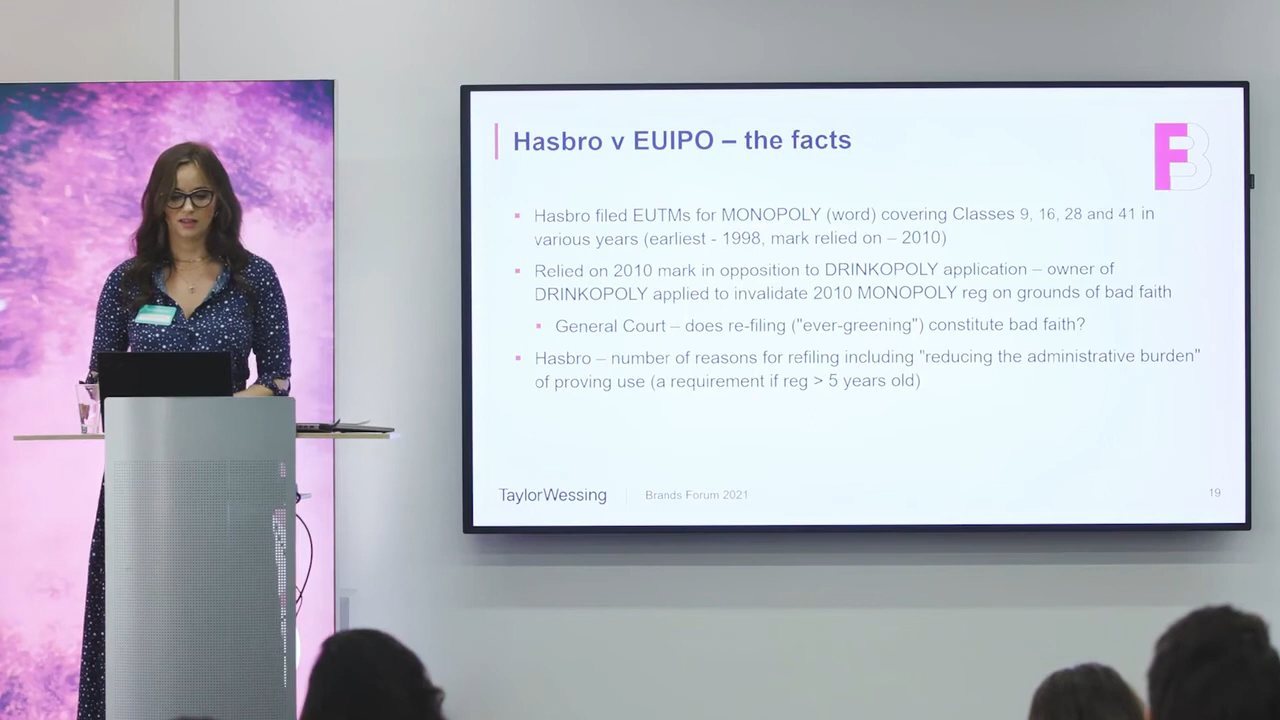 Hasbro v EUIPO – the facts
FB
▪ Hasbro filed EUTMs for MONOPOLY (word) covering Classes 9, 16, 28 and 41 in
various years (earliest - 1998, mark relied on – 2010)
▪ Relied on 2010 mark in opposition to DRINKOPOLY application – owner of
DRINKOPOLY applied to invalidate 2010 MONOPOLY reg on grounds of bad faith
▪ General Court – does re-filing ("ever-greening") constitute bad faith?
▪ Hasbro – number of reasons for refiling including "reducing the administrative burden"
of proving use (a requirement if reg > 5 years old)
TaylorWessing
Brands Forum 2021
19